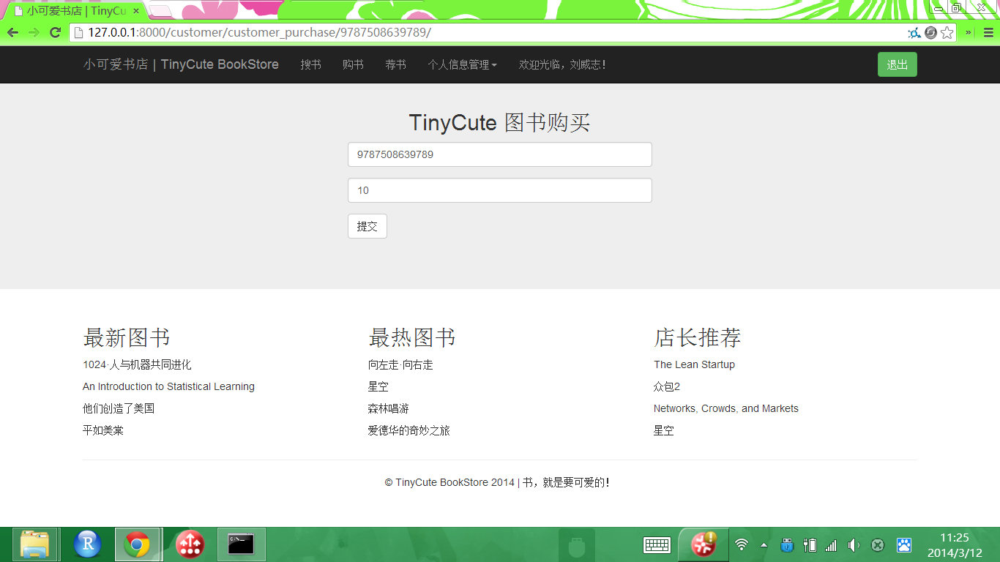 小可爱书店 | TinyCu
127.0.0.1:8000/customer/customer_purchase/9787508639789/
小可爱书店 | TinyCute BookStore 搜书 购书 荐书 个人信息管理 欢迎光临，刘威志！ 退出
TinyCute 图书购买
9787508639789
10
提交
最新图书 最热图书 店长推荐
1024·人与机器共同进化 向左走·向右走 The Lean Startup
An Introduction to Statistical Learning 星空 众包2
他们创造了美国 森林唱游 Networks, Crowds, and Markets
平如美棠 爱德华的奇妙之旅 星空
© TinyCute BookStore 2014 | 书，就是要可爱的！
11:25
2014/3/12